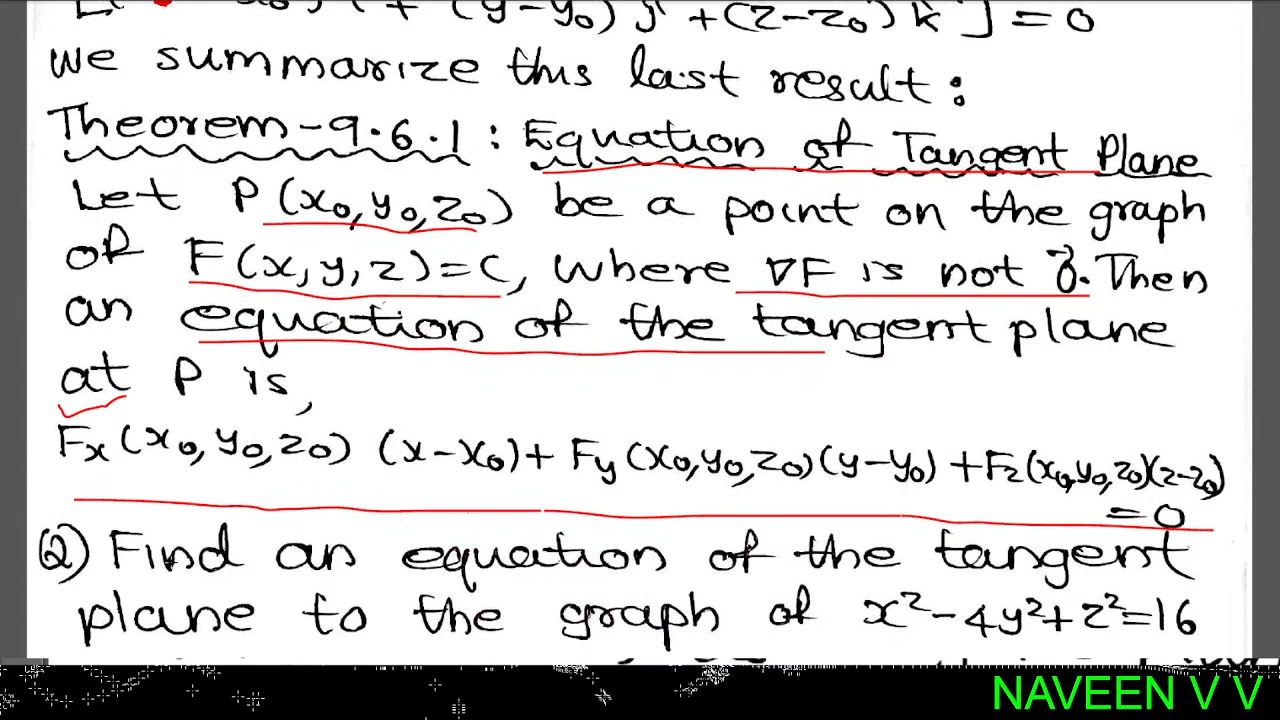 + (y-y₀) j + (z-z₀) k ] = 0
we summarize this last result:
Theorem-9.6.1: Equation of Tangent Plane
Let P(x₀,y₀,z₀) be a point on the graph
of F(x,y,z)=c, where ∇F is not 0. Then
an equation of the tangent plane
at P is,
Fx(x₀,y₀,z₀) (x-x₀)+ Fy(x₀,y₀,z₀)(y-y₀) +Fz(x₀,y₀,z₀)(z-z₀)
=0
Q) Find an equation of the tangent
plane to the graph of x²-4y²+z²=16
NAVEEN V V